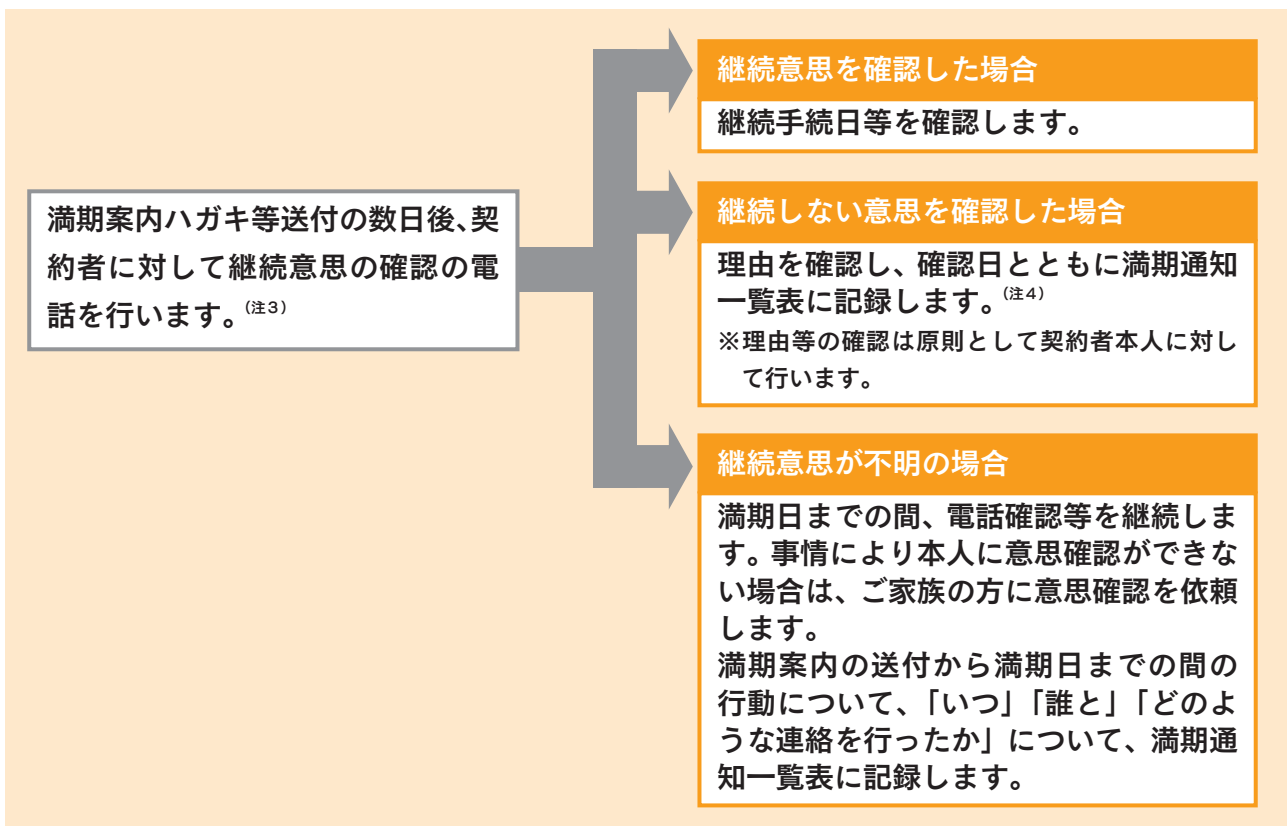 満期案内ハガキ等送付の数日後、契
約者に対して継続意思の確認の電
話を行います。(注3)
継続意思を確認した場合
継続手続日等を確認します。
継続しない意思を確認した場合
理由を確認し、確認日とともに満期通知
一覧表に記録します。(注4)
※理由等の確認は原則として契約者本人に対し
て行います。
継続意思が不明の場合
満期日までの間、電話確認等を継続しま
す。事情により本人に意思確認ができな
い場合は、ご家族の方に意思確認を依頼
します。
満期案内の送付から満期日までの間の
行動について、「いつ」「誰と」「どのよ
うな連絡を行ったか」について、満期通
知一覧表に記録します。